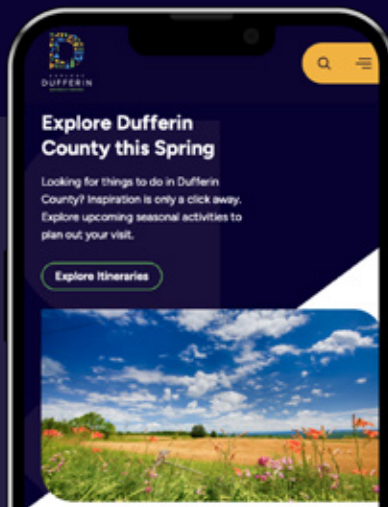 D
DUFFERIN
Explore Dufferin
County this Spring
Looking for things to do in Dufferin
County? Inspiration is only a click away.
Explore upcoming seasonal activities to
plan out your visit.
Explore Itineraries